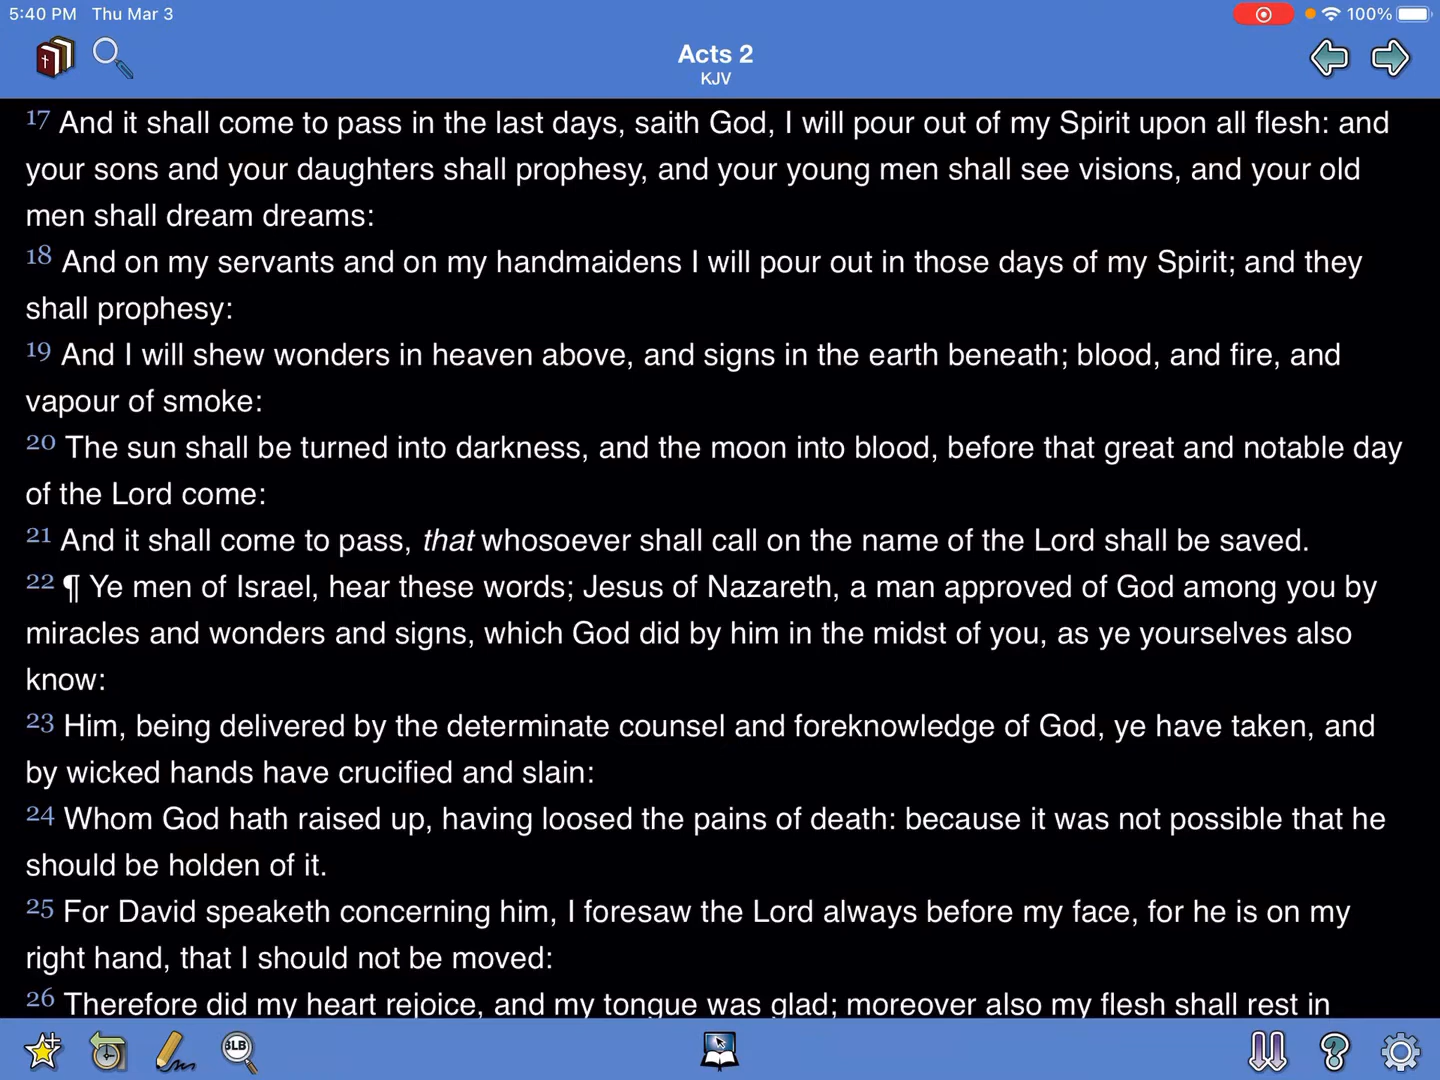 5:40 PM Thu Mar 3 100%
Acts 2
KJV
17 And it shall come to pass in the last days, saith God, I will pour out of my Spirit upon all flesh: and
your sons and your daughters shall prophesy, and your young men shall see visions, and your old
men shall dream dreams:
18 And on my servants and on my handmaidens I will pour out in those days of my Spirit; and they
shall prophesy:
19 And I will shew wonders in heaven above, and signs in the earth beneath; blood, and fire, and
vapour of smoke:
20 The sun shall be turned into darkness, and the moon into blood, before that great and notable day
of the Lord come:
21 And it shall come to pass, that whosoever shall call on the name of the Lord shall be saved.
22 ¶ Ye men of Israel, hear these words; Jesus of Nazareth, a man approved of God among you by
miracles and wonders and signs, which God did by him in the midst of you, as ye yourselves also
know:
23 Him, being delivered by the determinate counsel and foreknowledge of God, ye have taken, and
by wicked hands have crucified and slain:
24 Whom God hath raised up, having loosed the pains of death: because it was not possible that he
should be holden of it.
25 For David speaketh concerning him, I foresaw the Lord always before my face, for he is on my
right hand, that I should not be moved:
26 Therefore did my heart rejoice, and my tongue was glad; moreover also my flesh shall rest in
BLB